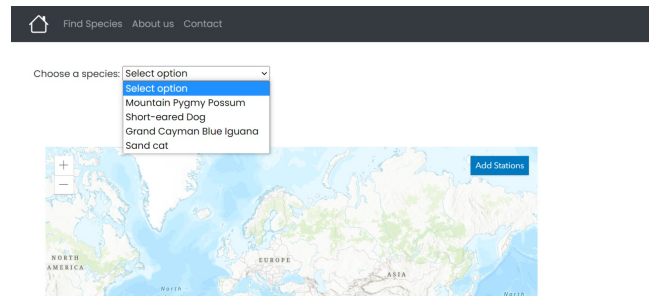 Find Species About us Contact
Choose a species: Select option
Select option
Mountain Pygmy Possum
Short-eared Dog
Grand Cayman Blue Iguana
Sand cat
+
Add Stations
−
NORTH
AMERICA
EUROPE
ASIA
North
North